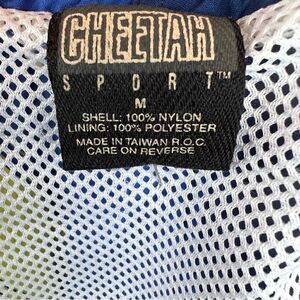 CHEETAH
SPORT™
M
SHELL: 100% NYLON
LINING: 100% POLYESTER
MADE IN TAIWAN R.O.C.
CARE ON REVERSE